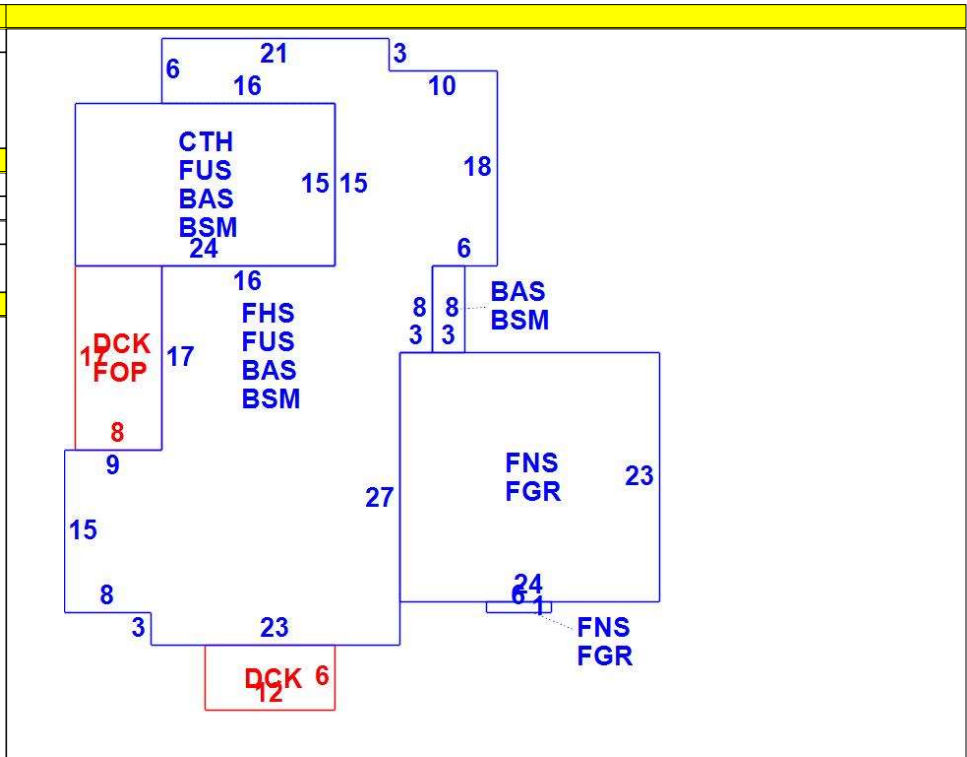 21
3
6
16
10
CTH
FUS
BAS
BSM
15 15
18
24
6
16
FHS
FUS
BAS
BSM
8 8
3 3
BAS
BSM
DCK
FOP
17
17
8
9
FNS
FGR
23
27
15
24
6
1
8
3
23
FNS
FGR
DCK
6
12